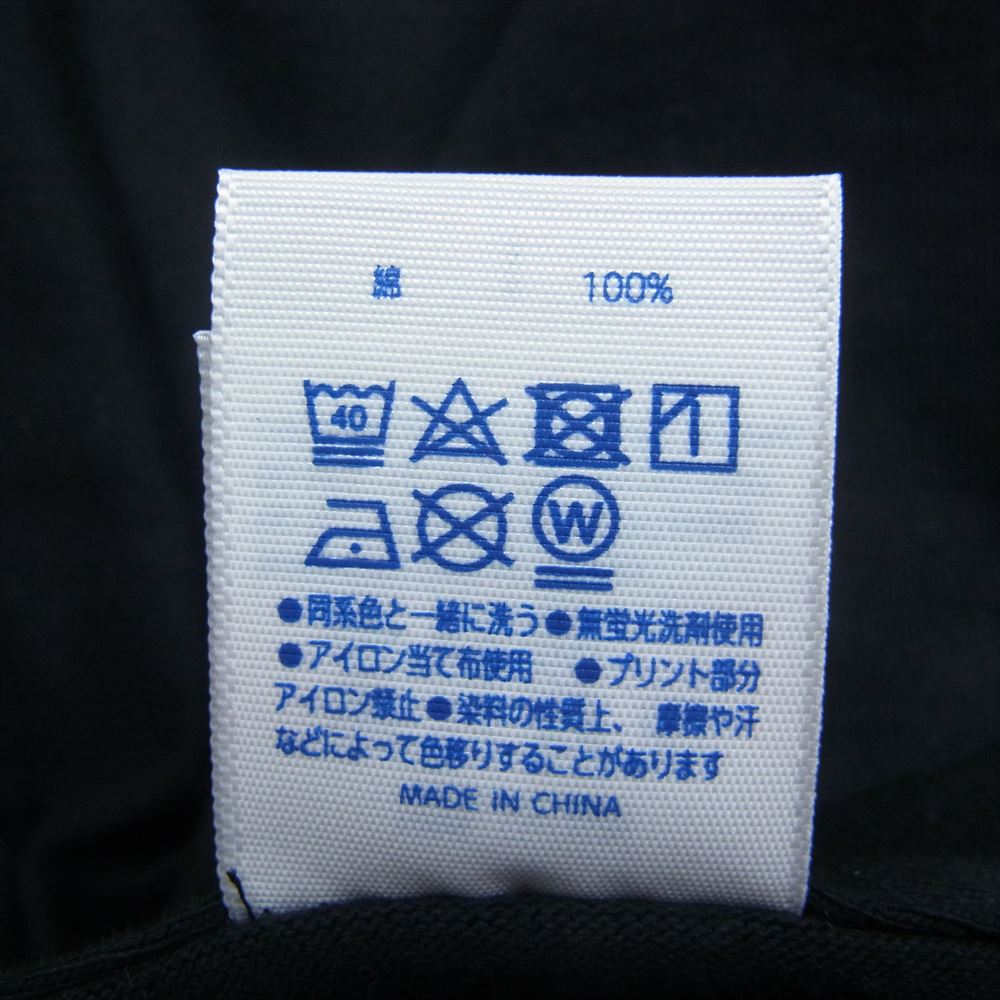 綿 100%
40
W
●同系色と一緒に洗う●無蛍光洗剤使用
●アイロン当て布使用 ●プリント部分
アイロン禁止●染料の性質上、 摩擦や汗
などによって色移りすることがあります
MADE IN CHINA